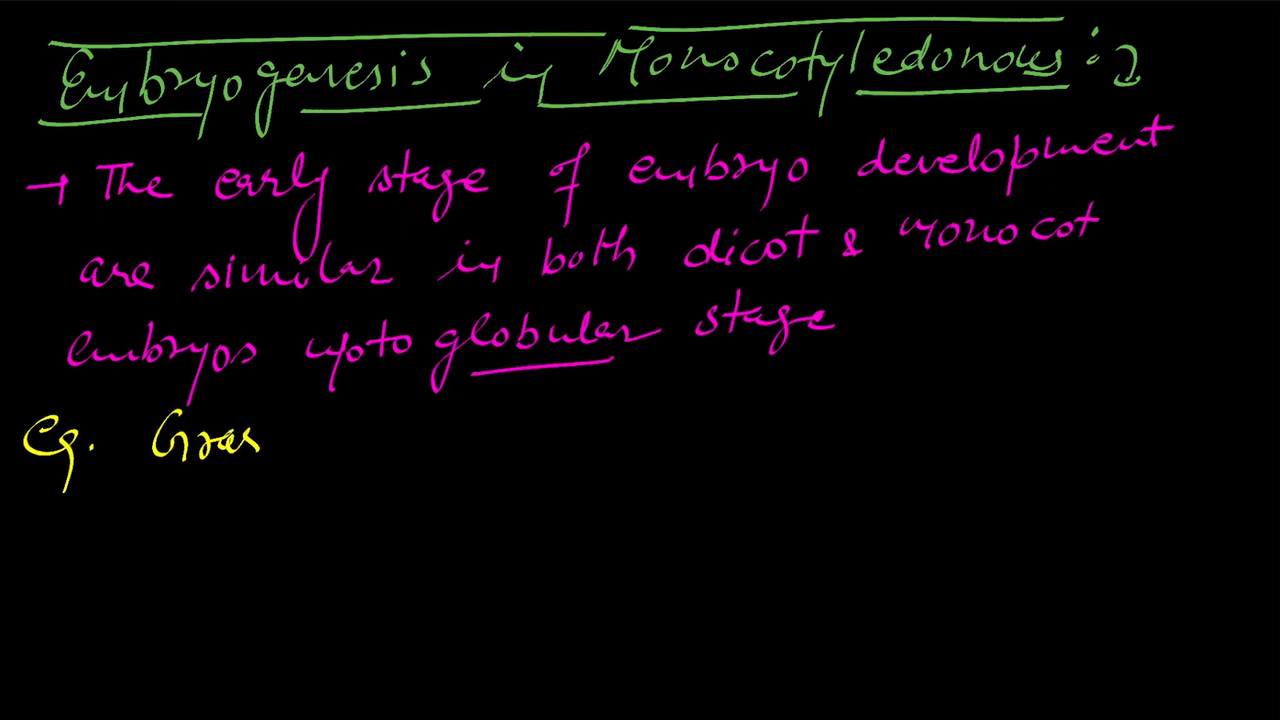 Embryogenesis in Monocotyledonous :-
→ The early stage of embryo development
are similar in both dicot & monocot
embryos upto globular stage
eg. Gras